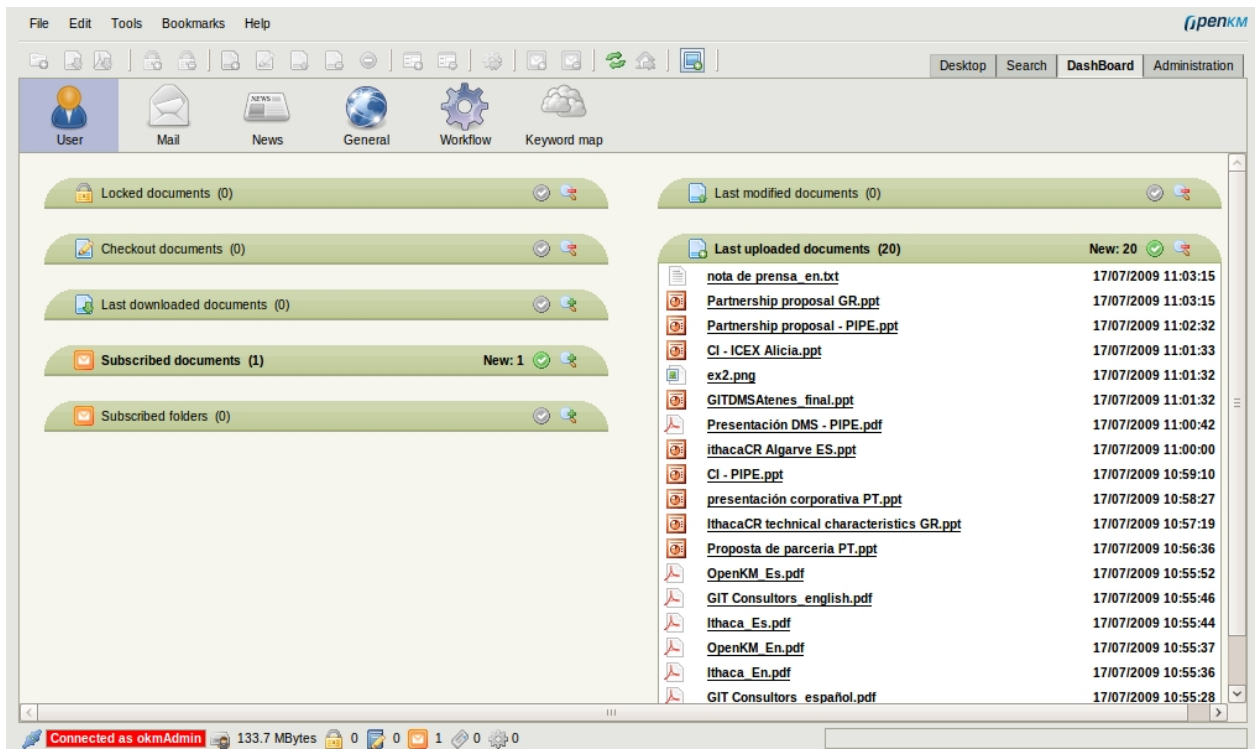 File Edit Tools Bookmarks Help
OpenKM
Desktop Search DashBoard Administration
User Mail NEWS News General Workflow Keyword map
Locked documents (0)
Checkout documents (0)
Last downloaded documents (0)
Subscribed documents (1) New: 1
Subscribed folders (0)
Last modified documents (0)
Last uploaded documents (20) New: 20
nota de prensa_en.txt 17/07/2009 11:03:15
Partnership proposal GR.ppt 17/07/2009 11:03:15
Partnership proposal - PIPE.ppt 17/07/2009 11:02:32
CI - ICEX Alicia.ppt 17/07/2009 11:01:33
ex2.png 17/07/2009 11:01:32
GITDMSAtenes_final.ppt 17/07/2009 11:01:32
Presentación DMS - PIPE.pdf 17/07/2009 11:00:42
ithacaCR Algarve ES.ppt 17/07/2009 11:00:00
CI - PIPE.ppt 17/07/2009 10:59:10
presentación corporativa PT.ppt 17/07/2009 10:58:27
IthacaCR technical characteristics GR.ppt 17/07/2009 10:57:19
Proposta de parceria PT.ppt 17/07/2009 10:56:36
OpenKM_Es.pdf 17/07/2009 10:55:52
GIT Consultors_english.pdf 17/07/2009 10:55:46
Ithaca_Es.pdf 17/07/2009 10:55:44
OpenKM_En.pdf 17/07/2009 10:55:37
Ithaca_En.pdf 17/07/2009 10:55:36
GIT Consultors_español.pdf 17/07/2009 10:55:28
Connected as okmAdmin 133.7 MBytes 0 0 1 0 0